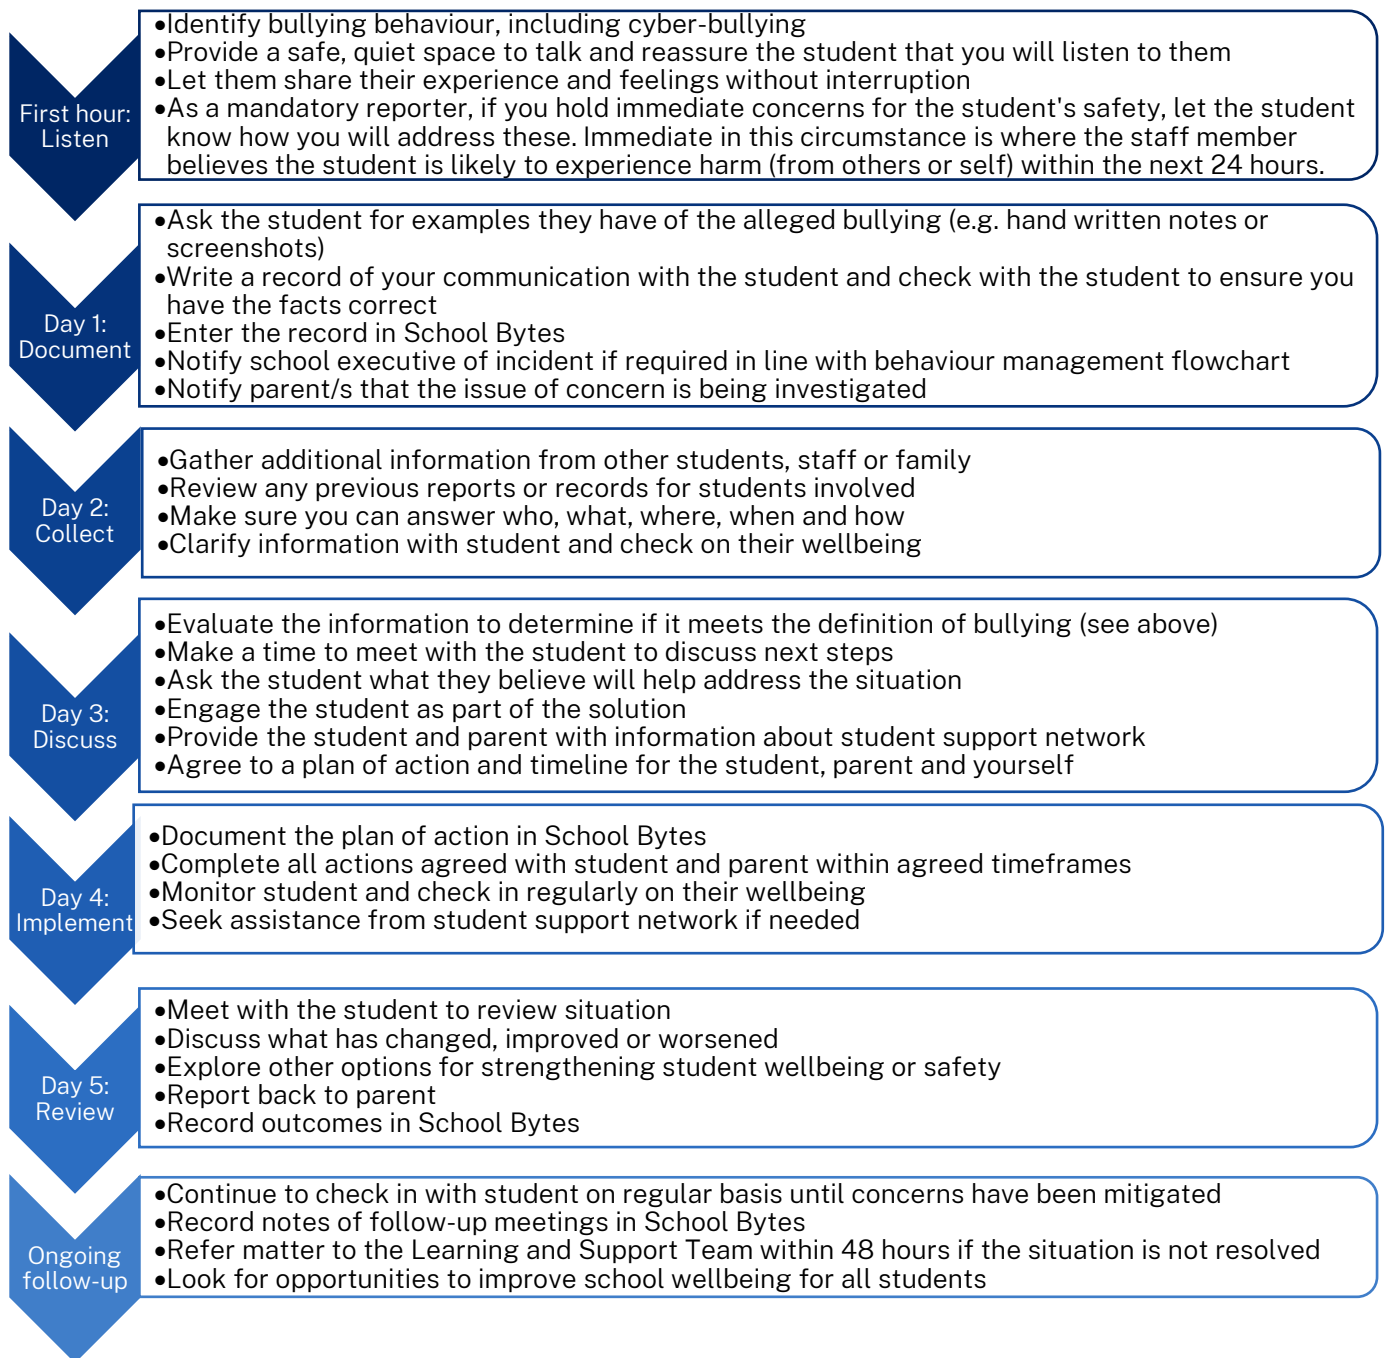 First hour:
Listen
•Identify bullying behaviour, including cyber-bullying
•Provide a safe, quiet space to talk and reassure the student that you will listen to them
•Let them share their experience and feelings without interruption
•As a mandatory reporter, if you hold immediate concerns for the student's safety, let the student
know how you will address these. Immediate in this circumstance is where the staff member
believes the student is likely to experience harm (from others or self) within the next 24 hours.
Day 1:
Document
•Ask the student for examples they have of the alleged bullying (e.g. hand written notes or
screenshots)
•Write a record of your communication with the student and check with the student to ensure you
have the facts correct
•Enter the record in School Bytes
•Notify school executive of incident if required in line with behaviour management flowchart
•Notify parent/s that the issue of concern is being investigated
Day 2:
Collect
•Gather additional information from other students, staff or family
•Review any previous reports or records for students involved
•Make sure you can answer who, what, where, when and how
•Clarify information with student and check on their wellbeing
Day 3:
Discuss
•Evaluate the information to determine if it meets the definition of bullying (see above)
•Make a time to meet with the student to discuss next steps
•Ask the student what they believe will help address the situation
•Engage the student as part of the solution
•Provide the student and parent with information about student support network
•Agree to a plan of action and timeline for the student, parent and yourself
Day 4:
Implement
•Document the plan of action in School Bytes
•Complete all actions agreed with student and parent within agreed timeframes
•Monitor student and check in regularly on their wellbeing
•Seek assistance from student support network if needed
Day 5:
Review
•Meet with the student to review situation
•Discuss what has changed, improved or worsened
•Explore other options for strengthening student wellbeing or safety
•Report back to parent
•Record outcomes in School Bytes
Ongoing
follow-up
•Continue to check in with student on regular basis until concerns have been mitigated
•Record notes of follow-up meetings in School Bytes
•Refer matter to the Learning and Support Team within 48 hours if the situation is not resolved
•Look for opportunities to improve school wellbeing for all students